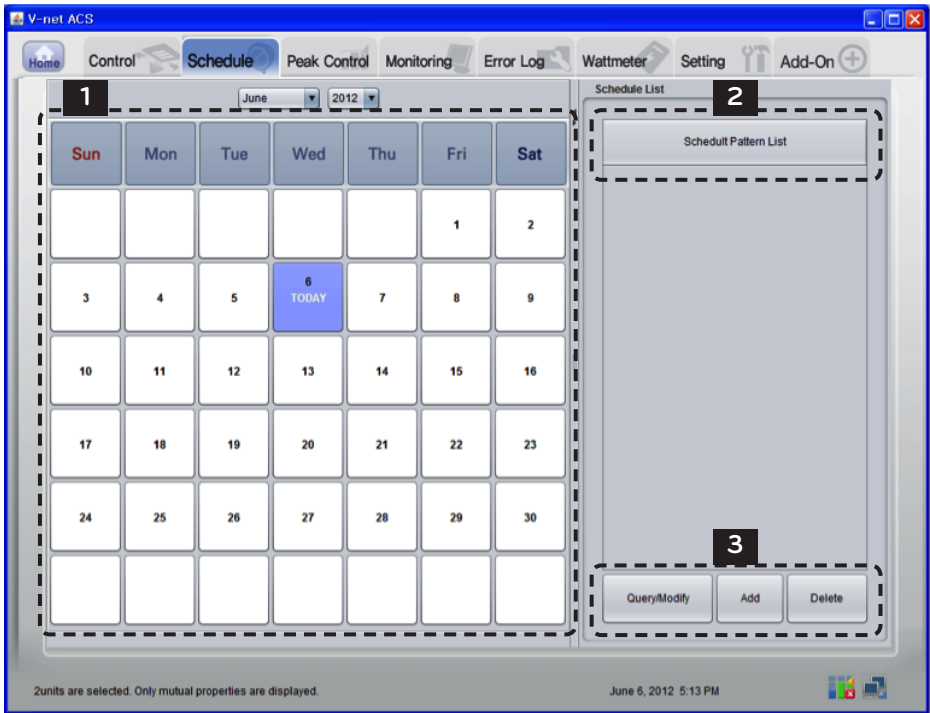 V-net ACS
Home Control Schedule Peak Control Monitoring Error Log Wattmeter Setting Add-On
1
June 2012
Schedule List
2
Schedult Pattern List
Sun Mon Tue Wed Thu Fri Sat
1 2
3 4 5 6 7 8 9
TODAY
10 11 12 13 14 15 16
17 18 19 20 21 22 23
24 25 26 27 28 29 30
3
Query/Modify Add Delete
2units are selected. Only mutual properties are displayed.
June 6, 2012 5:13 PM